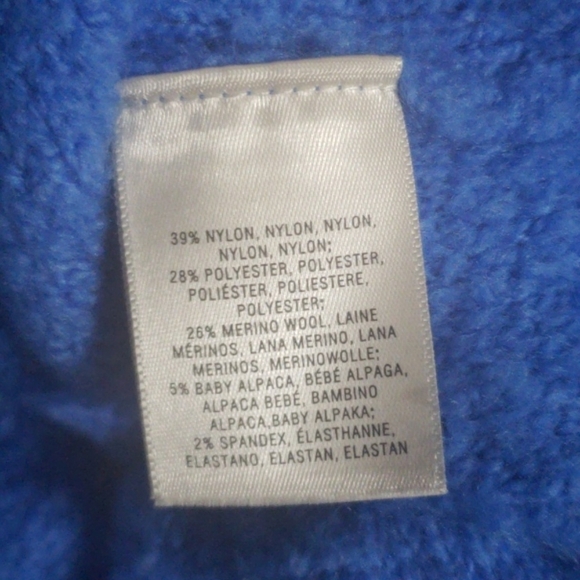 39% NYLON, NYLON, NYLON,
NYLON, NYLON;
28% POLYESTER, POLYESTER,
POLIÉSTER, POLIESTERE,
POLYESTER;
26% MERINO WOOL, LAINE
MÉRINOS, LANA MERINO, LANA
MERINOS, MERINOWOLLE;
5% BABY ALPACA, BÉBÉ ALPAGA,
ALPACA BEBÉ, BAMBINO
ALPACA,BABY ALPAKA;
2% SPANDEX, ÉLASTHANNE,
ELASTANO, ELASTAN, ELASTAN